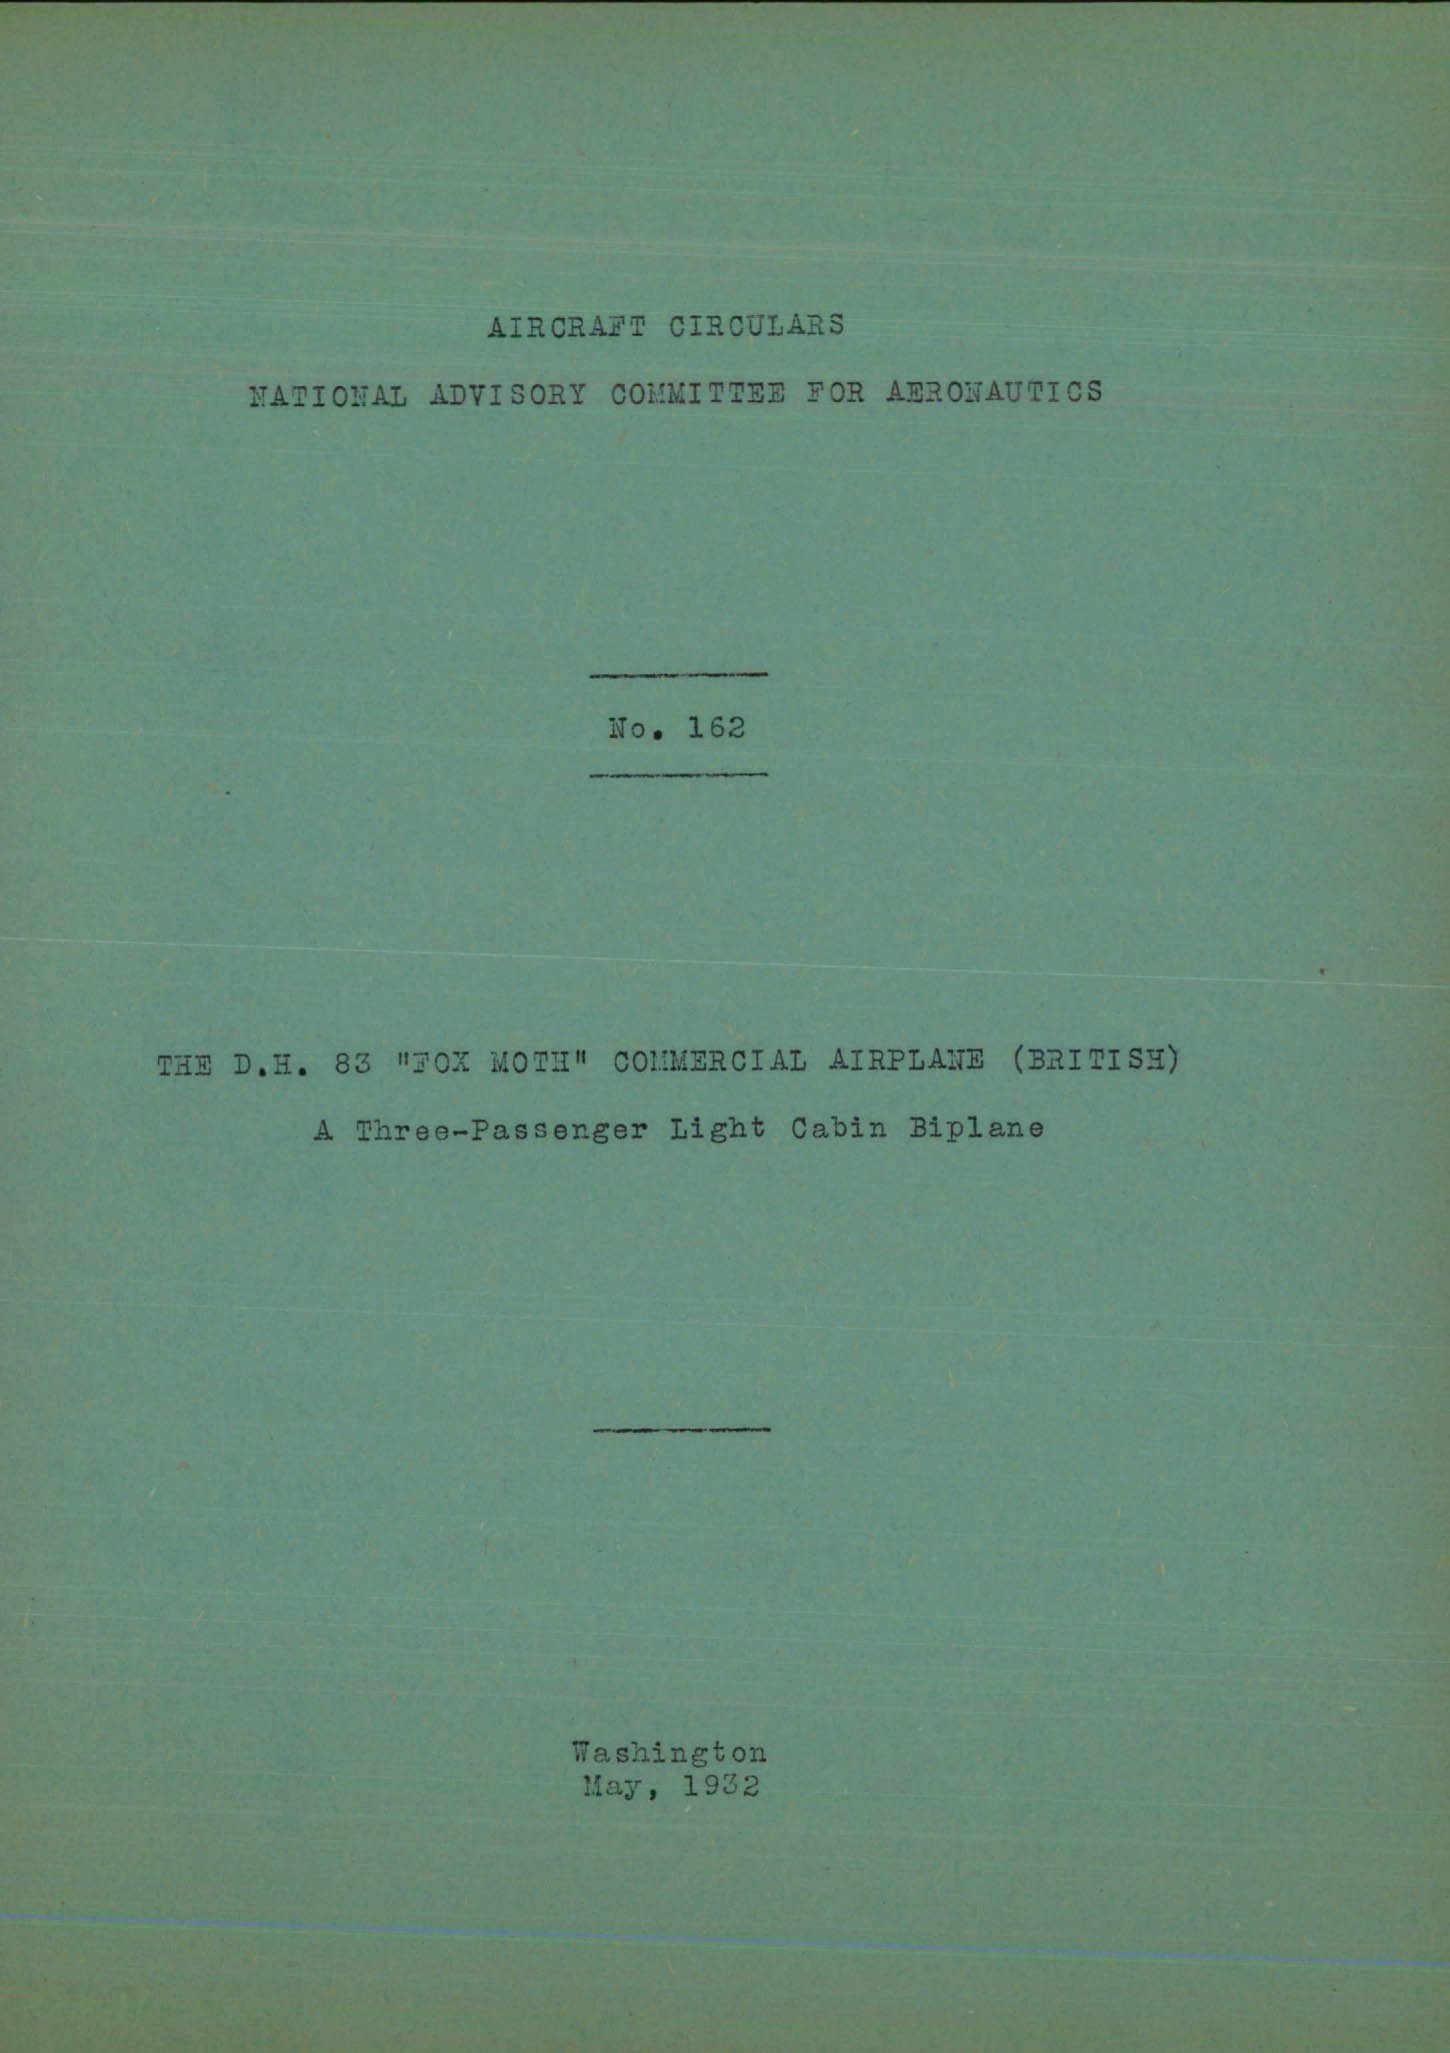 AIRCRAFT CIRCULARS
NATIONAL ADVISORY COMMITTEE FOR AERONAUTICS
No. 162
THE D.H. 83 "FOX MOTH" COMMERCIAL AIRPLANE (BRITISH)
A Three-Passenger Light Cabin Biplane
Washington
May, 1932